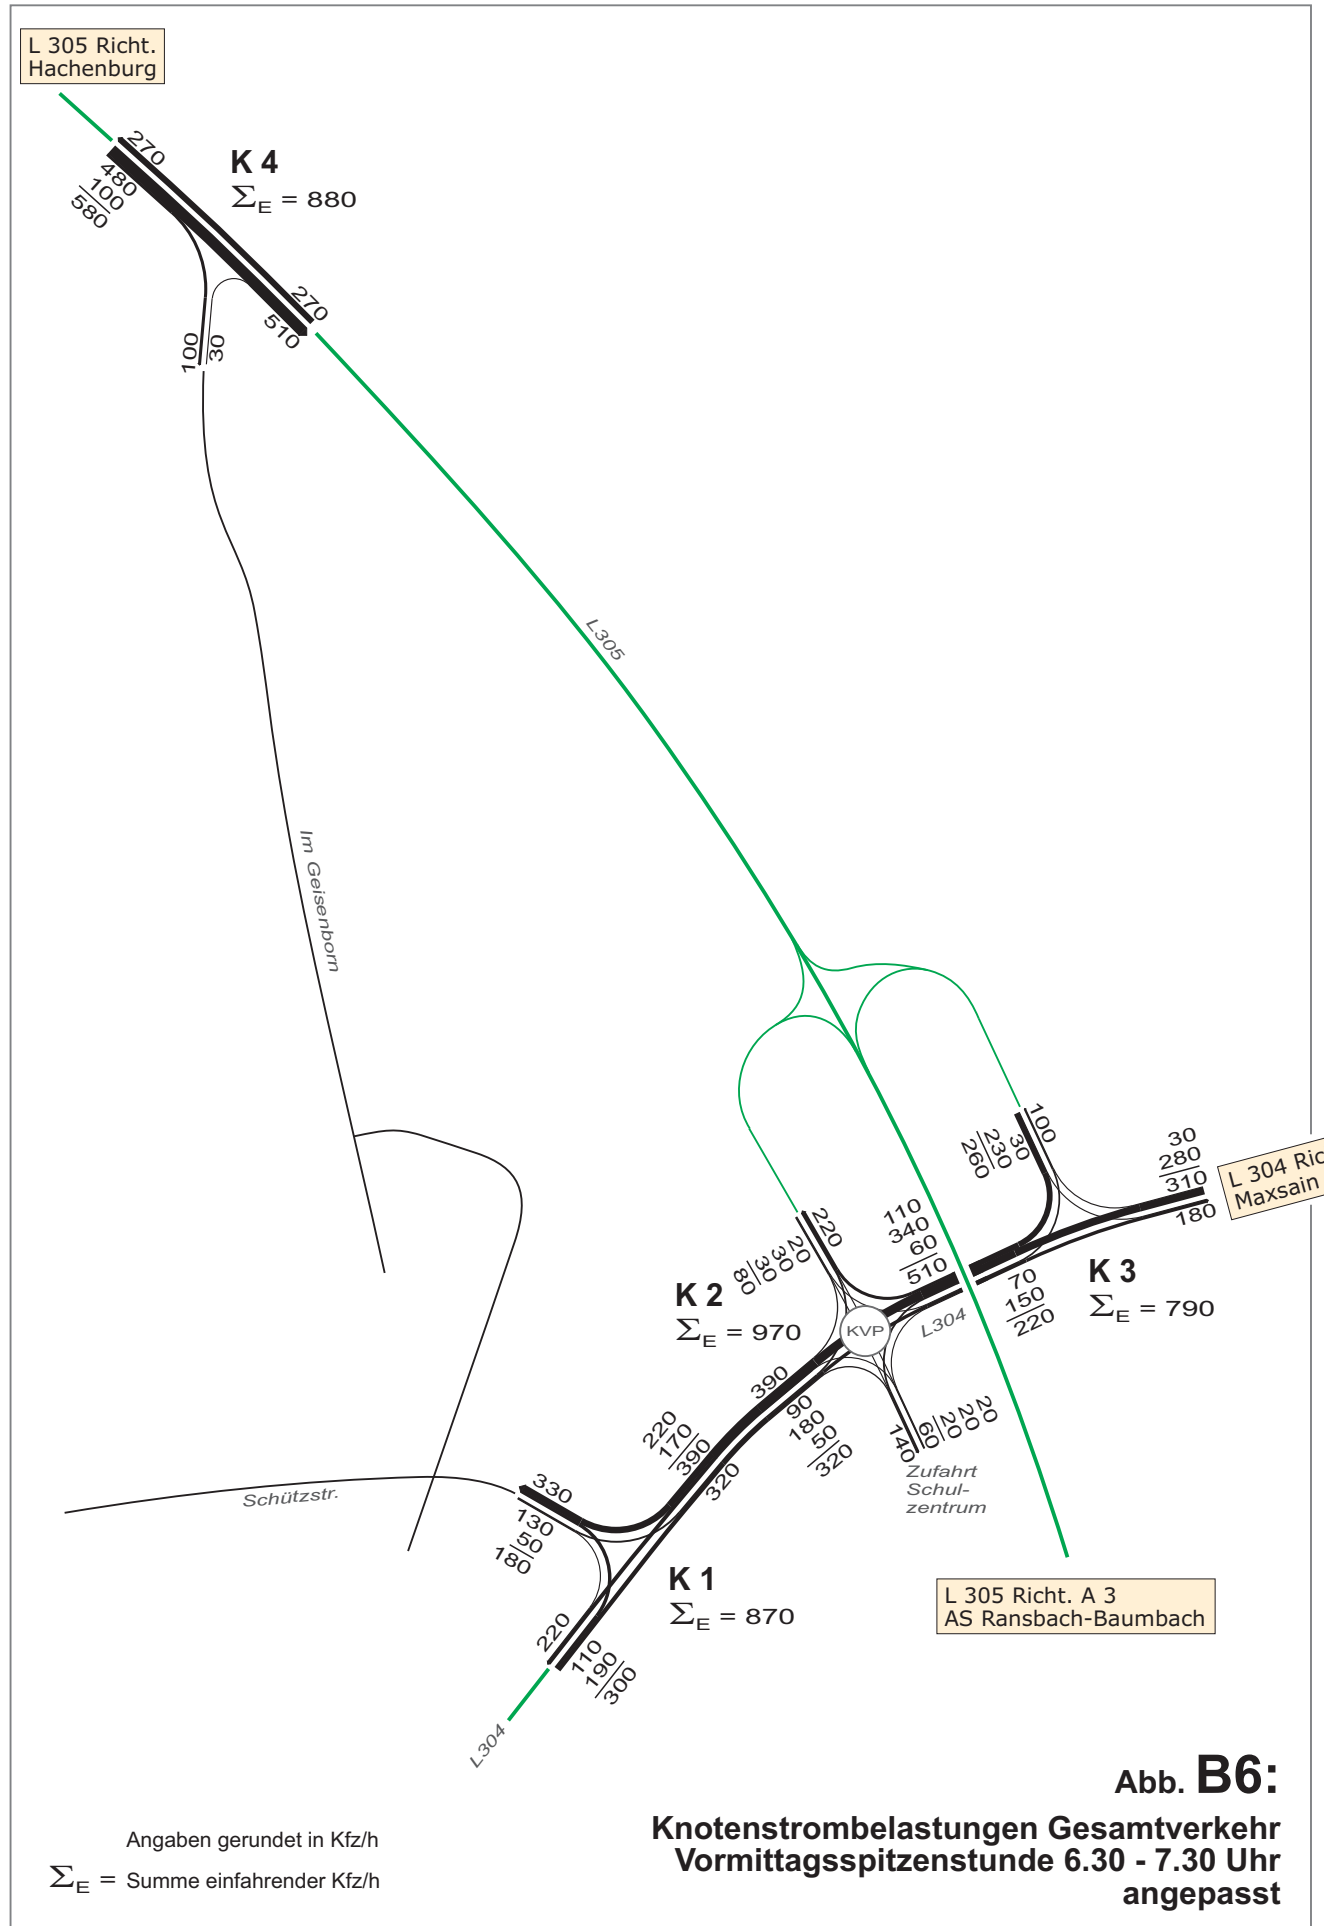 L 305 Richt.
Hachenburg
270
480
100
580
K 4
ΣE = 880
270
510
100
30
L305
Im Geisenborn
100
30
230
260
30
280
310
L 304 Ric
Maxsain
180
K 3
ΣE = 790
70
150
220
110
340
60
510
220
20
30
30
80
K 2
ΣE = 970
KVP
L304
390
90
180
50
320
20
20
20
60
140
Zufahrt
Schul-
zentrum
220
170
390
320
Schützstr.
330
130
50
180
K 1
ΣE = 870
220
110
190
300
L304
L 305 Richt. A 3
AS Ransbach-Baumbach
Abb. B6:
Knotenstrombelastungen Gesamtverkehr
Vormittagsspitzenstunde 6.30 - 7.30 Uhr
angepasst
Angaben gerundet in Kfz/h
ΣE = Summe einfahrender Kfz/h